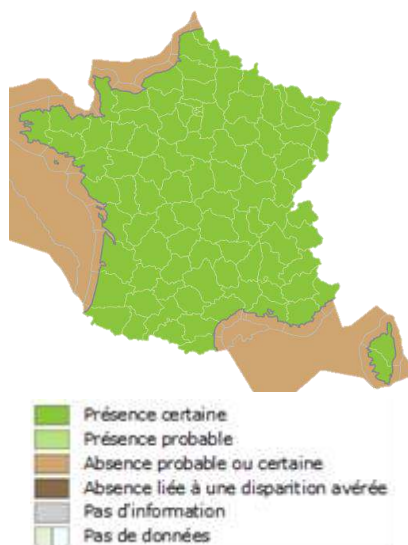 Présence certaine
Présence probable
Absence probable ou certaine
Absence liée à une disparition avérée
Pas d'information
Pas de données